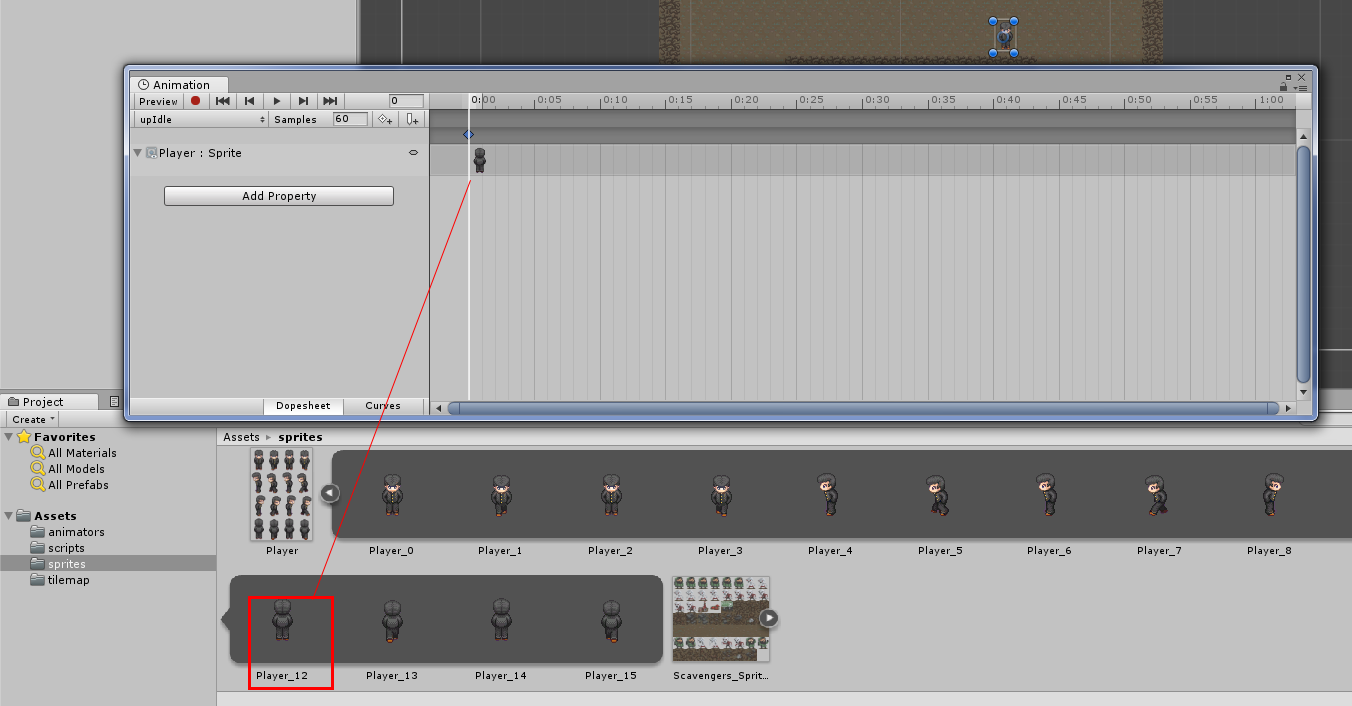 Animation
Preview
0
0:00 0:05 0:10 0:15 0:20 0:25 0:30 0:35 0:40 0:45 0:50 0:55 1:00
upIdle
Samples
60
Player : Sprite
Add Property
Dopesheet
Curves
Project
Create
Favorites
All Materials
All Models
All Prefabs
Assets
animators
scripts
sprites
tilemap
Assets ▸ sprites
Player
Player_0
Player_1
Player_2
Player_3
Player_4
Player_5
Player_6
Player_7
Player_8
Player_12
Player_13
Player_14
Player_15
Scavengers_Sprit...